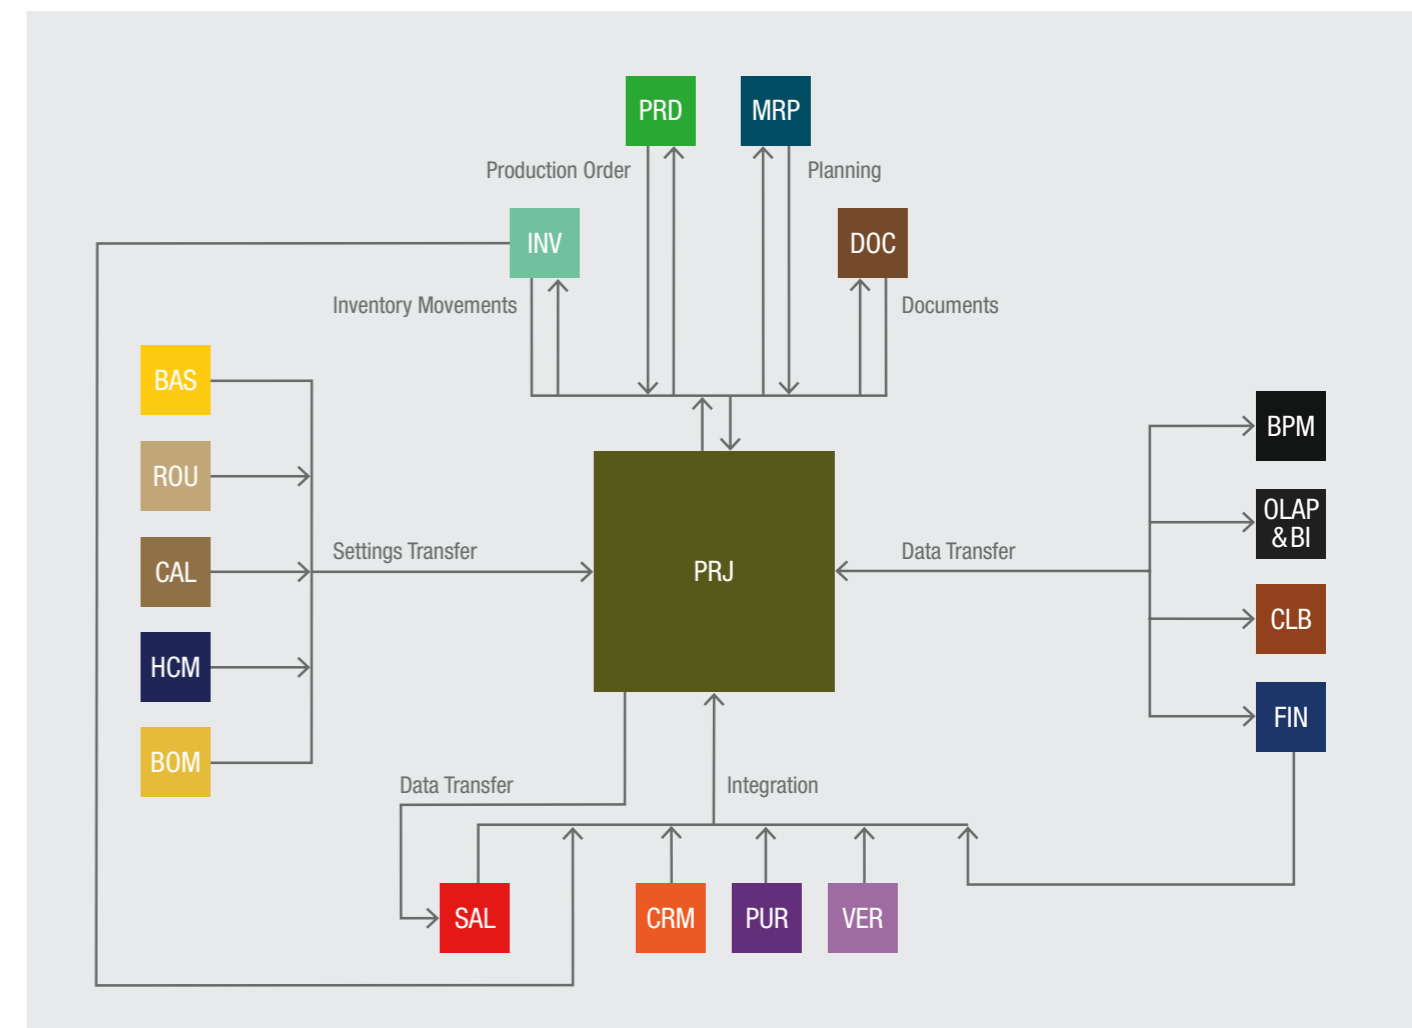 PRD
MRP
Production Order
Planning
INV
DOC
Inventory Movements
Documents
BAS
ROU
CAL
HCM
BOM
Settings Transfer
PRJ
Data Transfer
BPM
OLAP
& BI
CLB
FIN
Data Transfer
Integration
SAL
CRM
PUR
VER